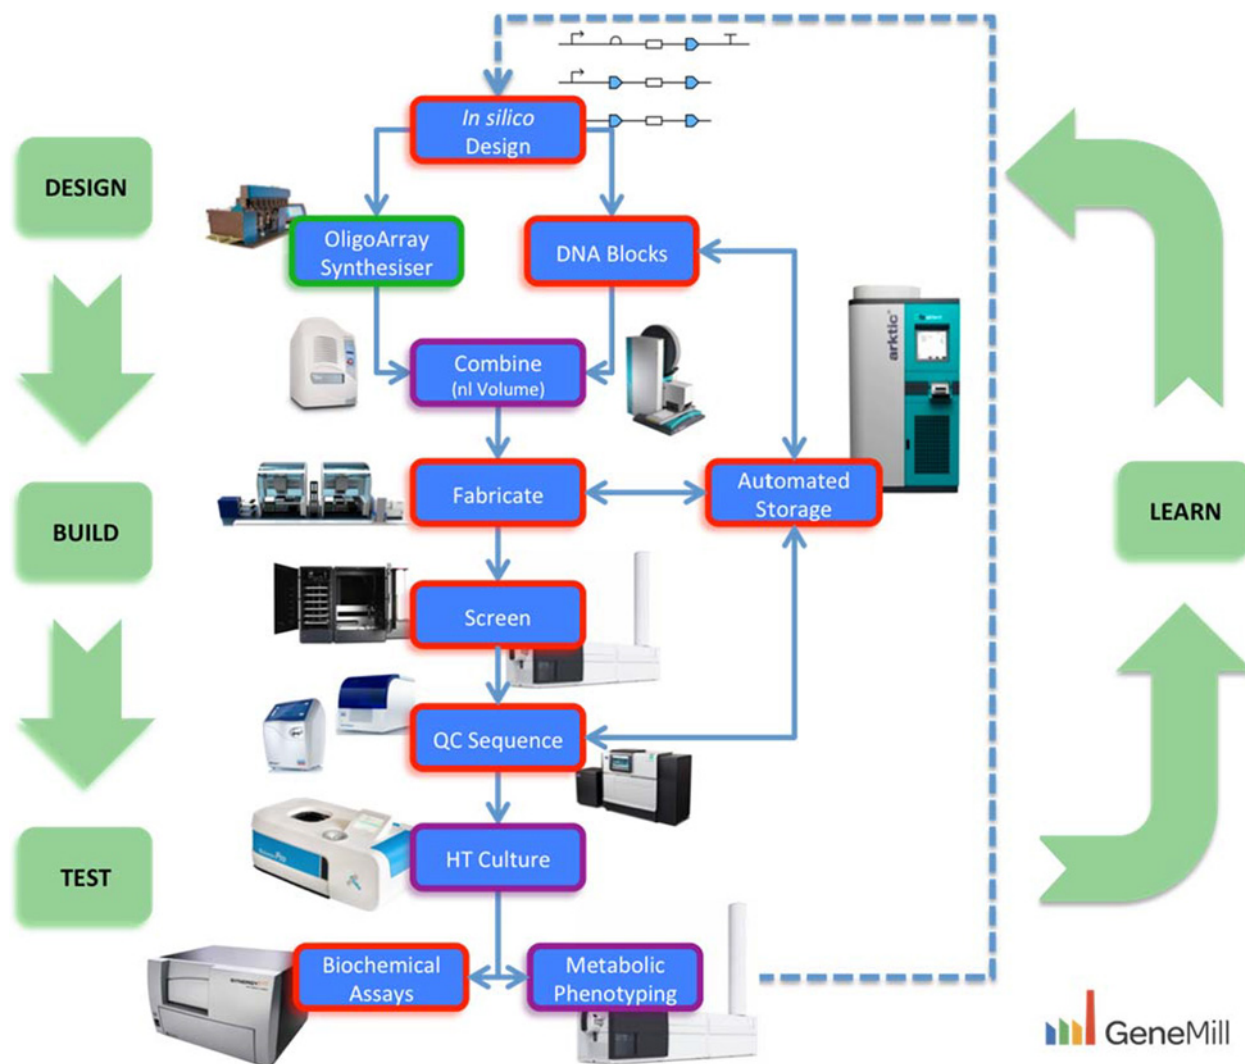 In silico
Design
DESIGN
OligoArray
Synthesiser
DNA Blocks
arktic
Combine
(nl Volume)
Fabricate
Automated
Storage
BUILD
LEARN
Screen
QC Sequence
HT Culture
TEST
Biochemical
Assays
Metabolic
Phenotyping
GeneMill